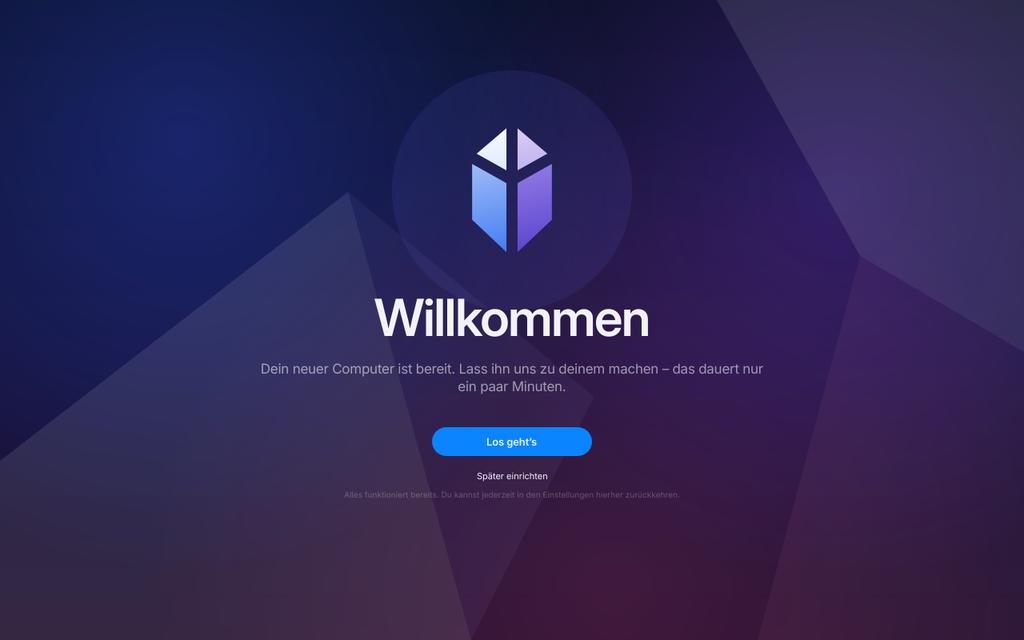 Willkommen
Dein neuer Computer ist bereit. Lass ihn uns zu deinem machen – das dauert nur
ein paar Minuten.
Los geht’s
Später einrichten
Alles funktioniert bereits. Du kannst jederzeit in den Einstellungen hierher zurückkehren.